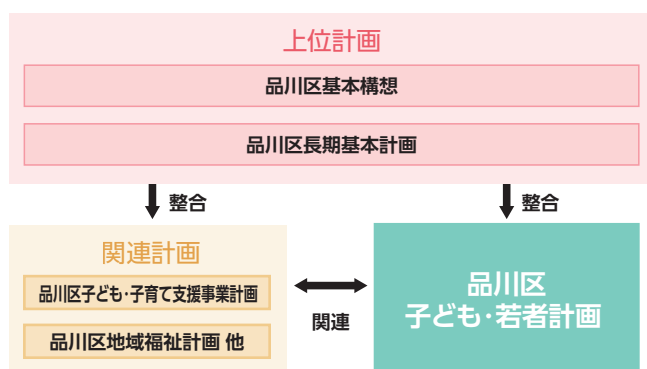 上位計画
品川区基本構想
品川区長期基本計画
整合
整合
関連計画
品川区子ども・子育て支援事業計画
品川区地域福祉計画 他
関連
品川区
子ども・若者計画